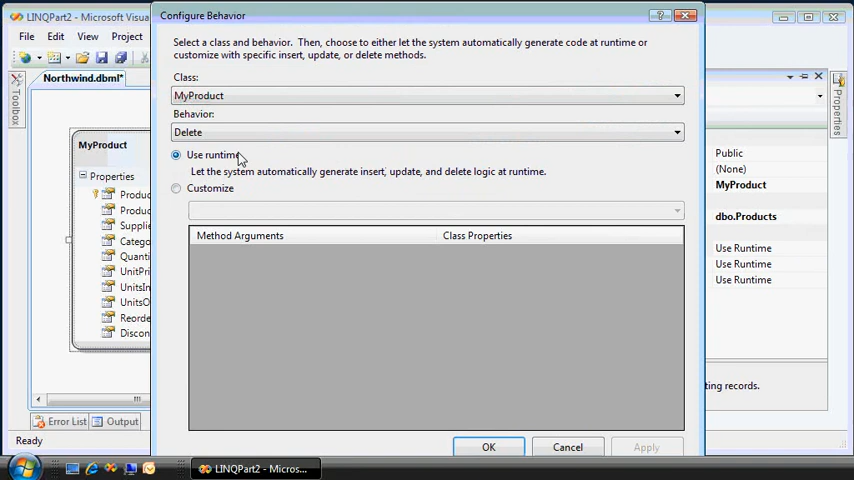 LINQPart2 - Microsoft Visua
Configure Behavior
File Edit View Project
Select a class and behavior. Then, choose to either let the system automatically generate code at runtime or
customize with specific insert, update, or delete methods.
Northwind.dbml*
Class:
MyProduct
Toolbox
Properties
Behavior:
Delete
MyProduct
Use runtime
Let the system automatically generate insert, update, and delete logic at runtime.
Customize
Properties
Produc
Produc
Supplie
Catego
Quanti
UnitPri
UnitsIn
UnitsO
Reorde
Discon
Method Arguments Class Properties
Public
(None)
MyProduct
dbo.Products
Use Runtime
Use Runtime
Use Runtime
ting records.
Error List Output
OK Cancel Apply
Ready
LINQPart2 - Micros...